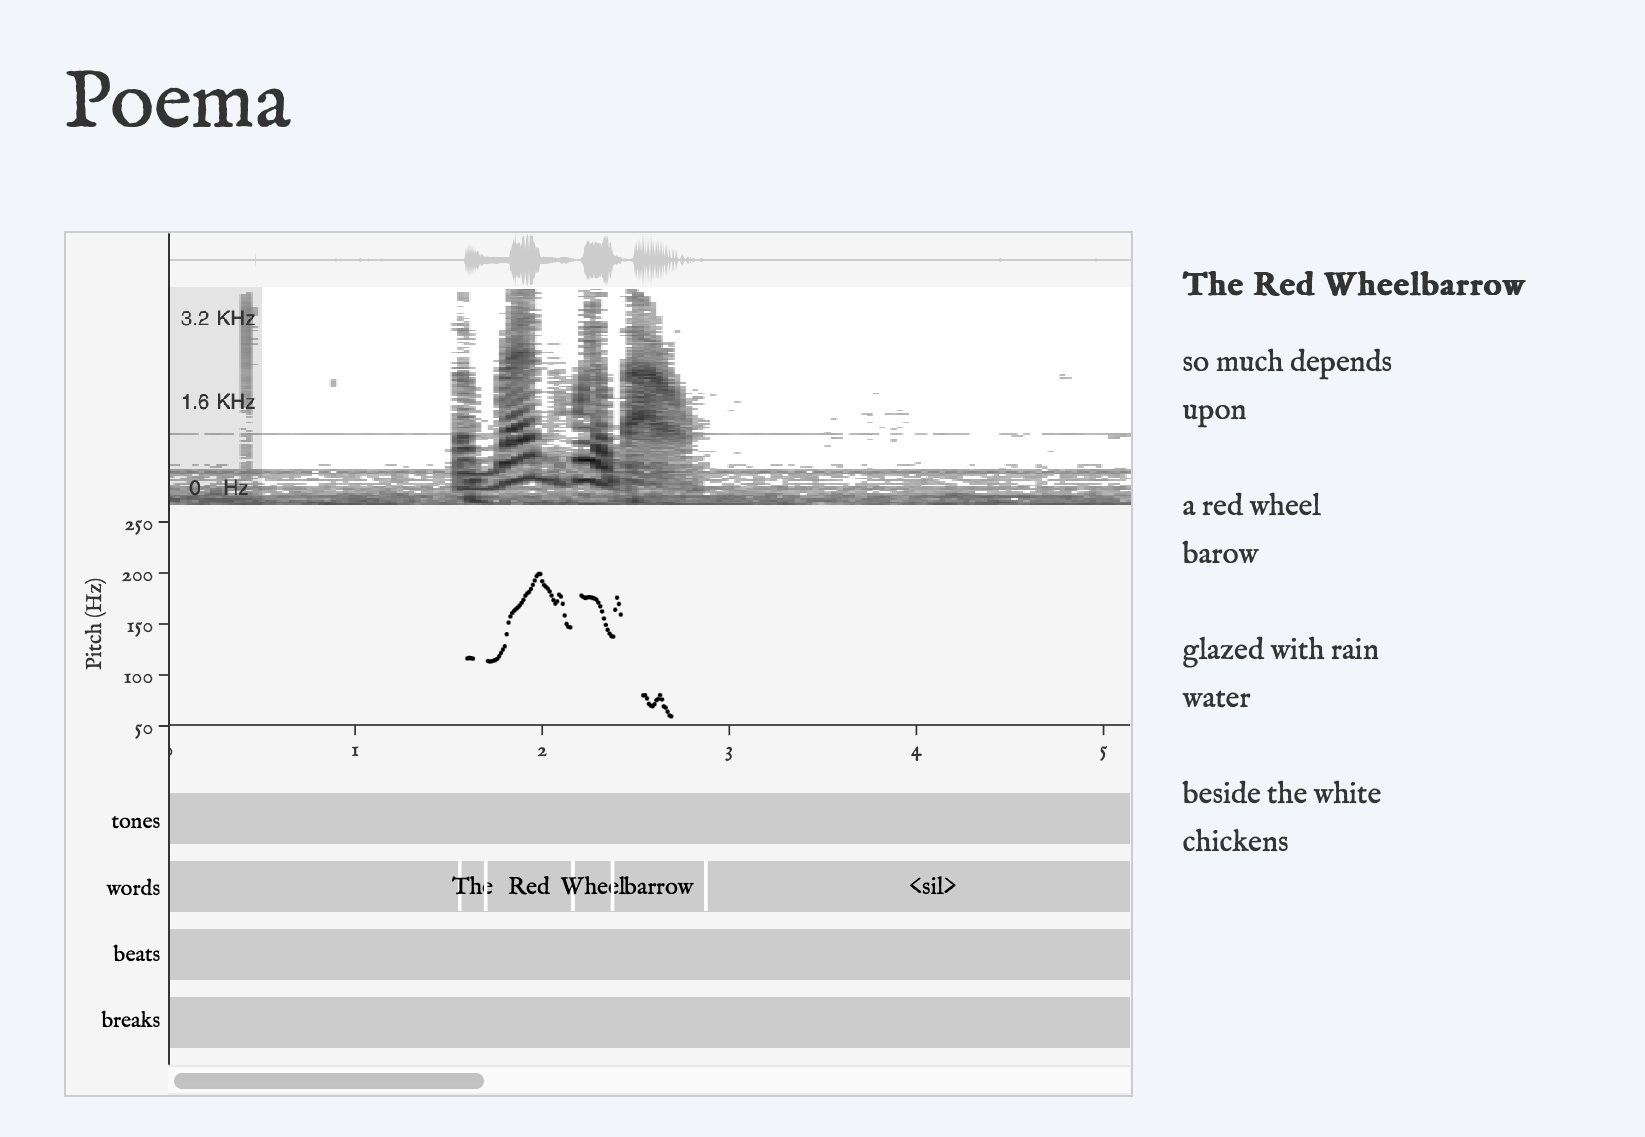 Poema
3.2 KHz
1.6 KHz
0 Hz
250
200
150
100
50
Pitch (Hz)
0 1 2 3 4 5
tones
words The Red Wheelbarrow <sil>
beats
breaks
The Red Wheelbarrow
so much depends
upon
a red wheel
barow
glazed with rain
water
beside the white
chickens